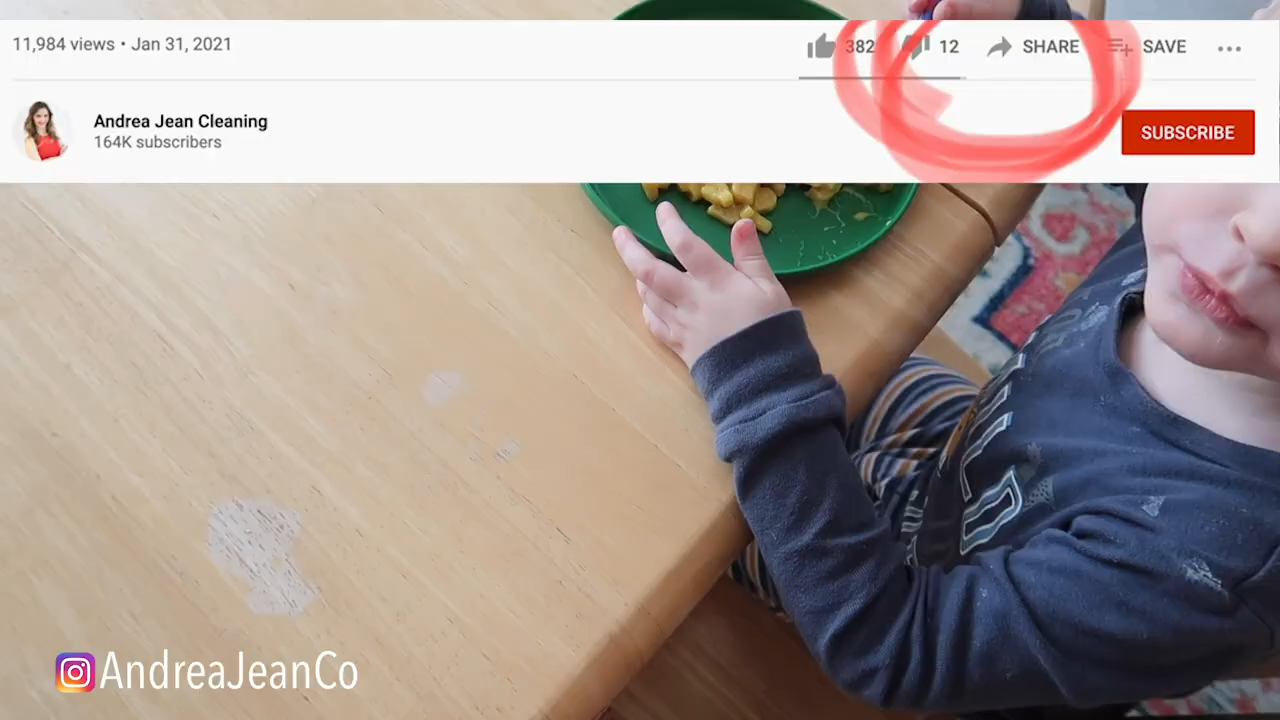 11,984 views • Jan 31, 2021
382 12 SHARE SAVE
Andrea Jean Cleaning
164K subscribers
SUBSCRIBE
AndreaJeanCo